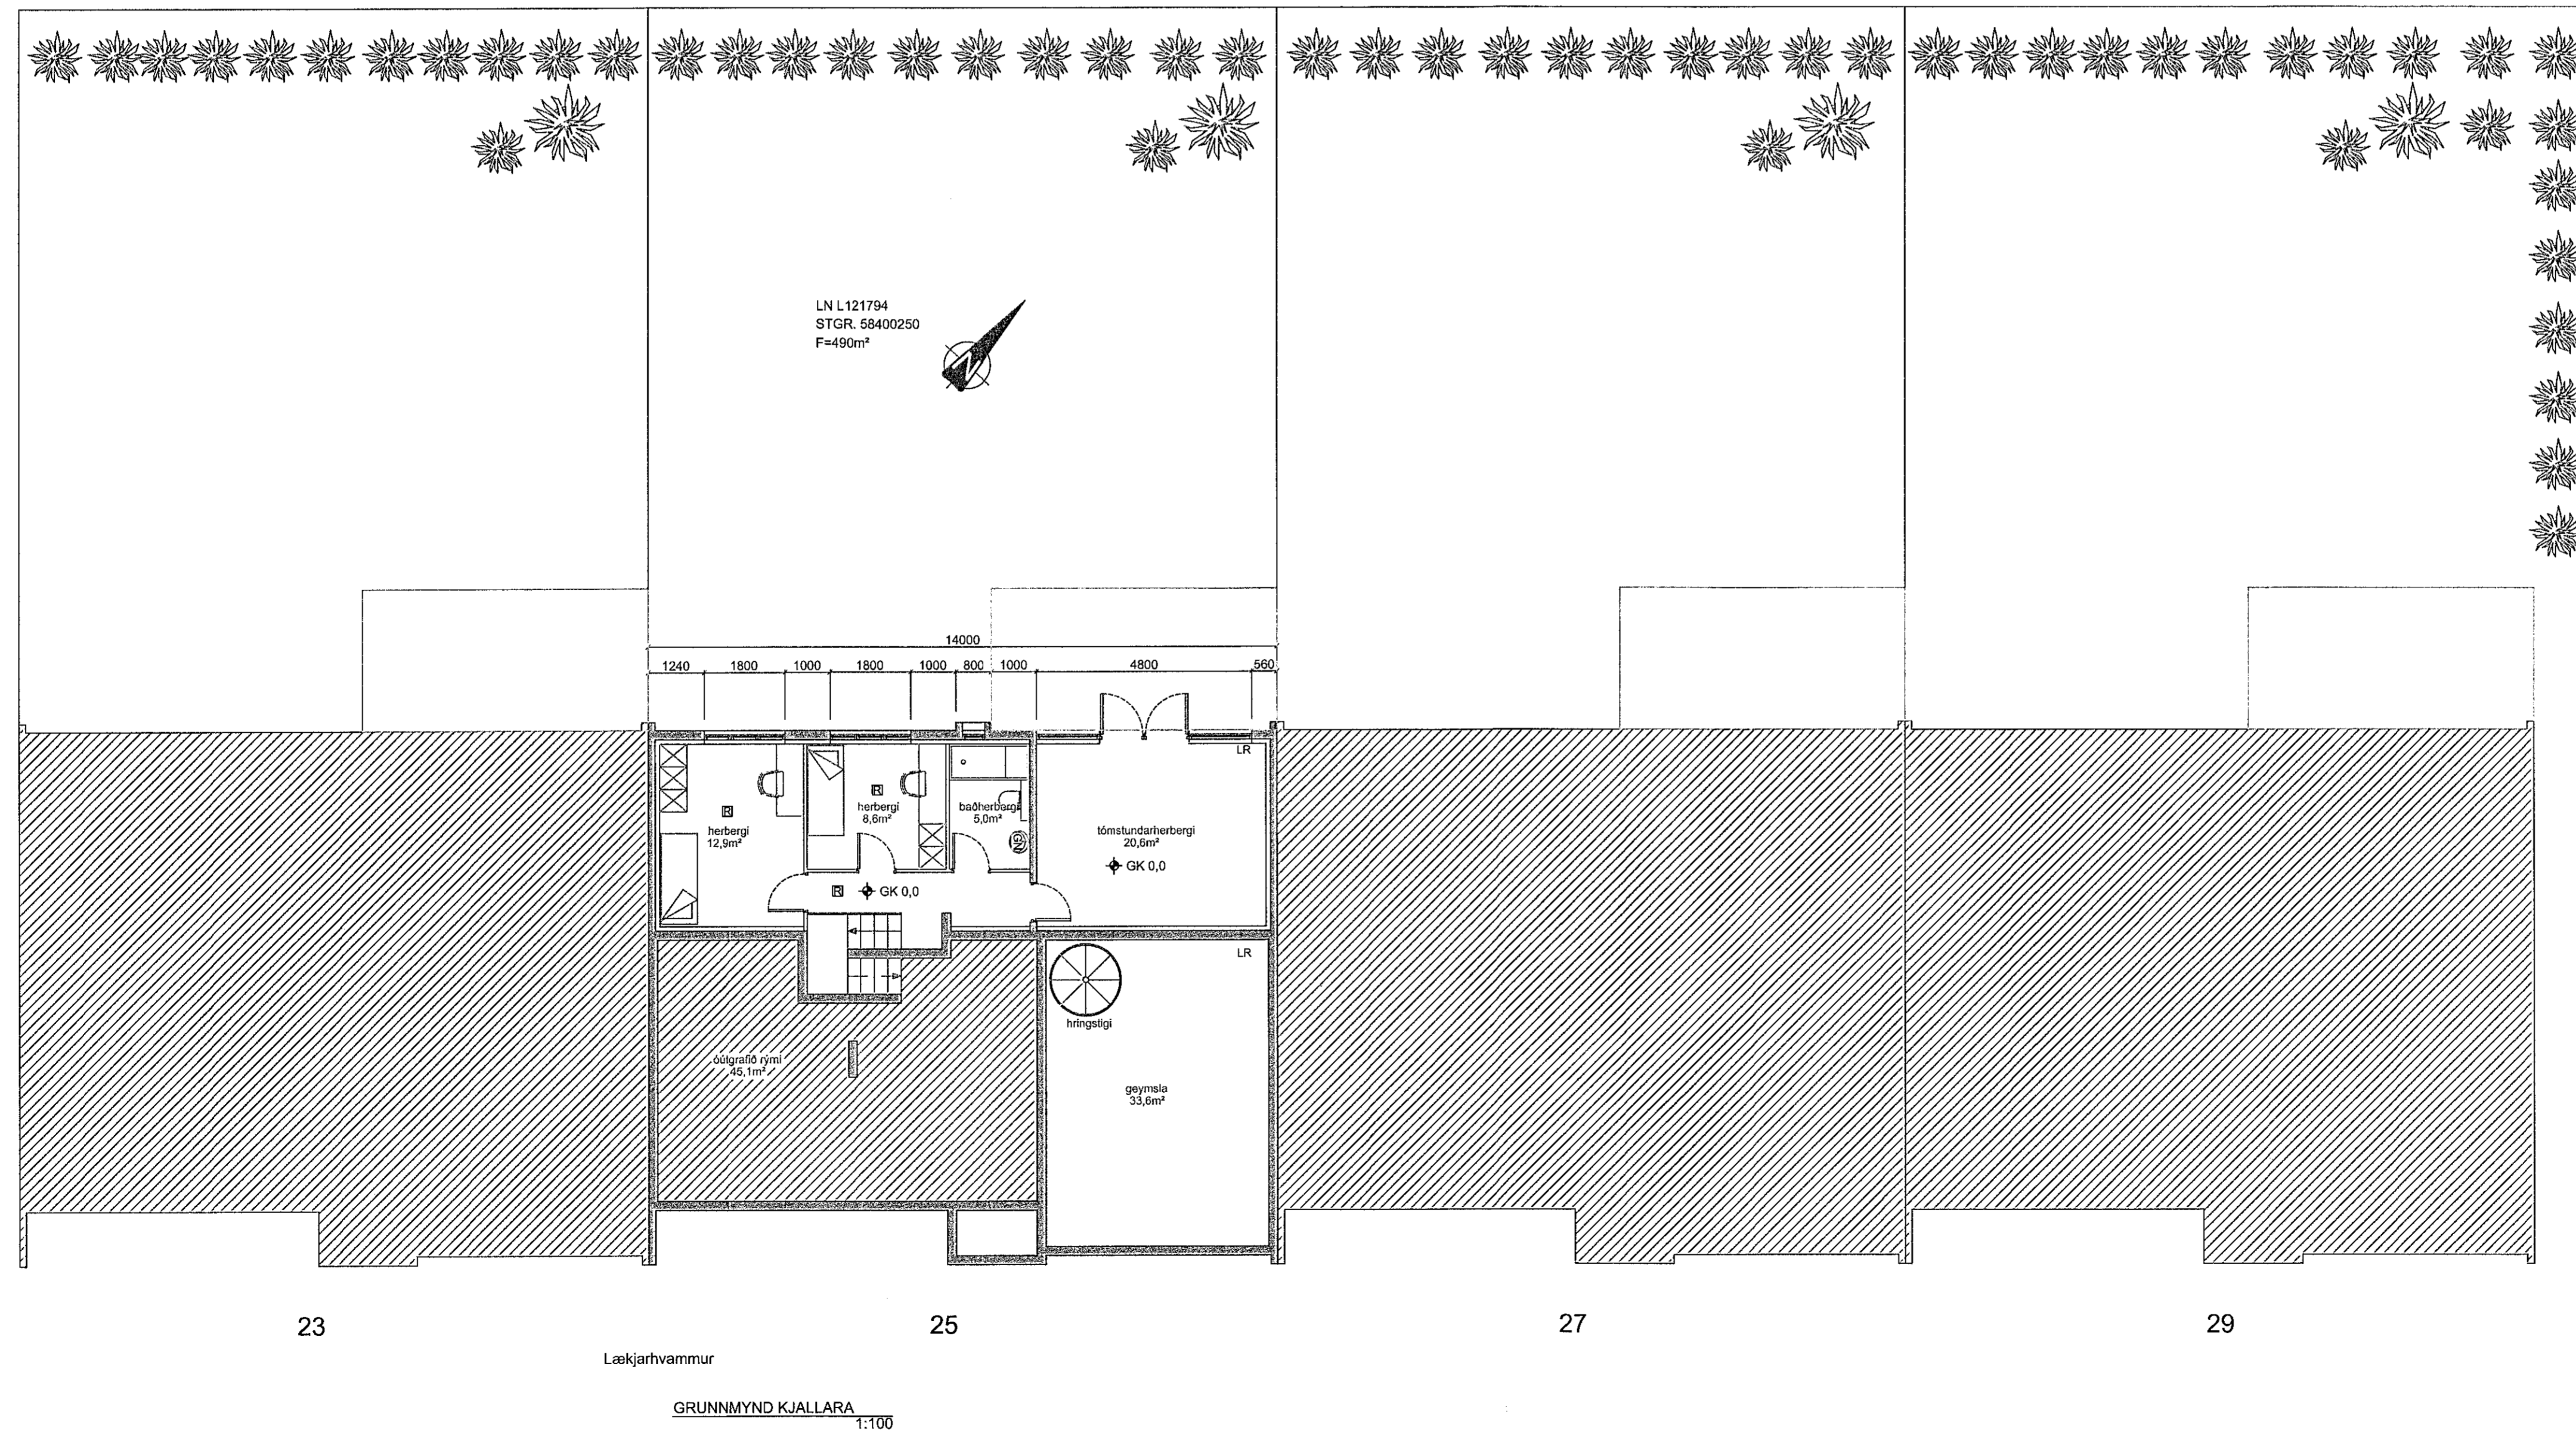 LN L121794
STGR. 58400250
F=490m²
N
14000
1240 1800 1000 1800 1000 800 1000 4800 560
LR
R
herbergi
12,9m²
R
herbergi
8,6m²
baðherbergi
5,0m²
tómstundarherbergi
20,6m²
GK 0,0
R GK 0,0
LR
hringstigi
óútgrafið rými
45,1m²
geymsla
33,6m²
23 25 27 29
Lækjarhvammur
GRUNNMYND KJALLARA
1:100